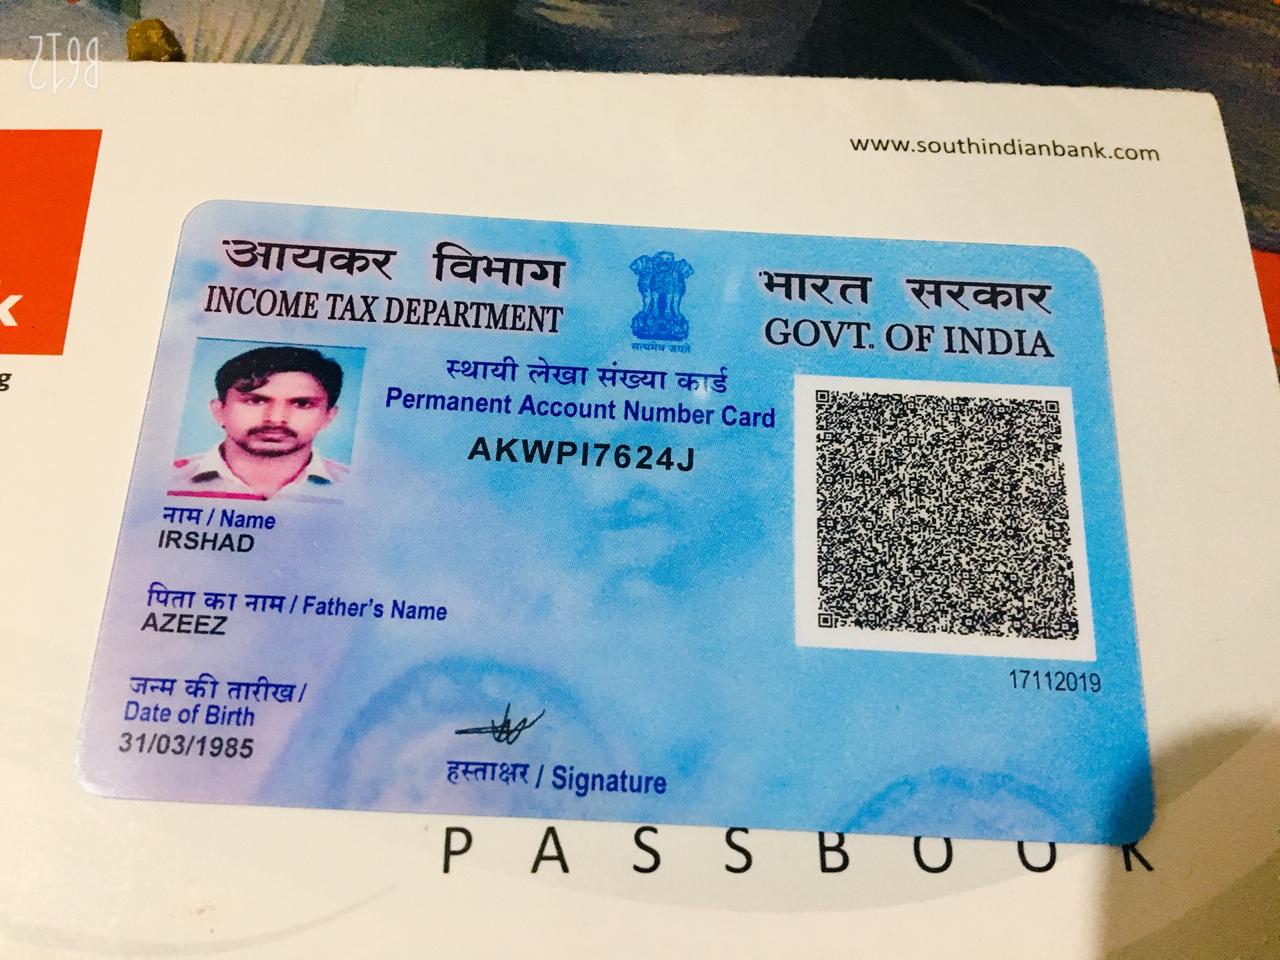 B612
www.southindianbank.com
k
g
आयकर विभाग
INCOME TAX DEPARTMENT
सत्यमेव जयते
भारत सरकार
GOVT. OF INDIA
स्थायी लेखा संख्या कार्ड
Permanent Account Number Card
AKWPI7624J
नाम / Name
IRSHAD
पिता का नाम / Father's Name
AZEEZ
जन्म की तारीख /
Date of Birth
31/03/1985
हस्ताक्षर / Signature
17112019
PASSBOOK